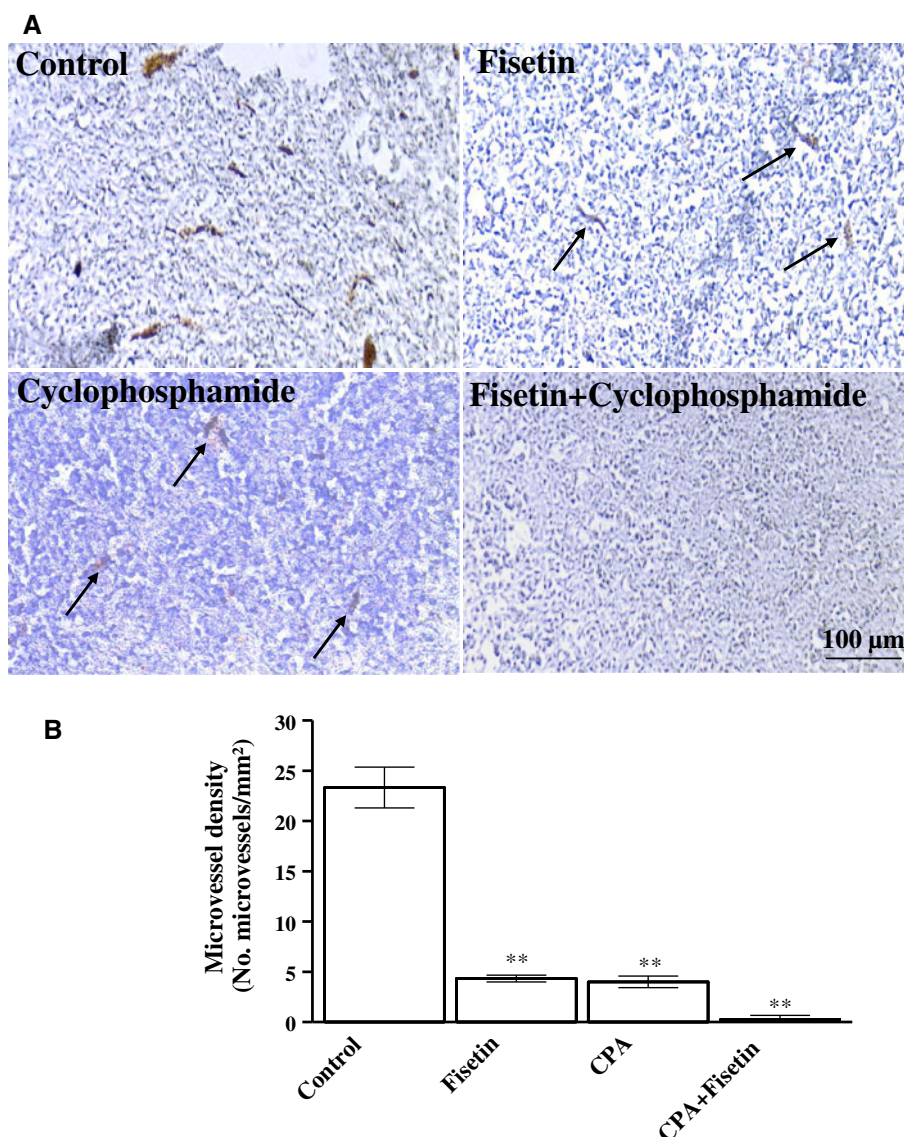 A
Control
Fisetin
Cyclophosphamide
Fisetin+Cyclophosphamide
100 µm
B
Microvessel density
(No. microvessels/mm²)
30
25
20
15
10
5
0
**
**
**
Control
Fisetin
CPA
CPA+Fisetin